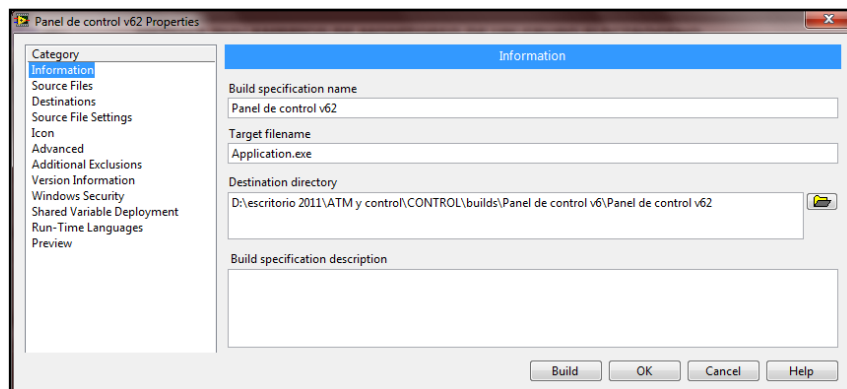 Panel de control v62 Properties
Category
Information
Source Files
Destinations
Source File Settings
Icon
Advanced
Additional Exclusions
Version Information
Windows Security
Shared Variable Deployment
Run-Time Languages
Preview
Information
Build specification name
Panel de control v62
Target filename
Application.exe
Destination directory
D:\escritorio 2011\ATM y control\CONTROL\builds\Panel de control v6\Panel de control v62
Build specification description
Build OK Cancel Help